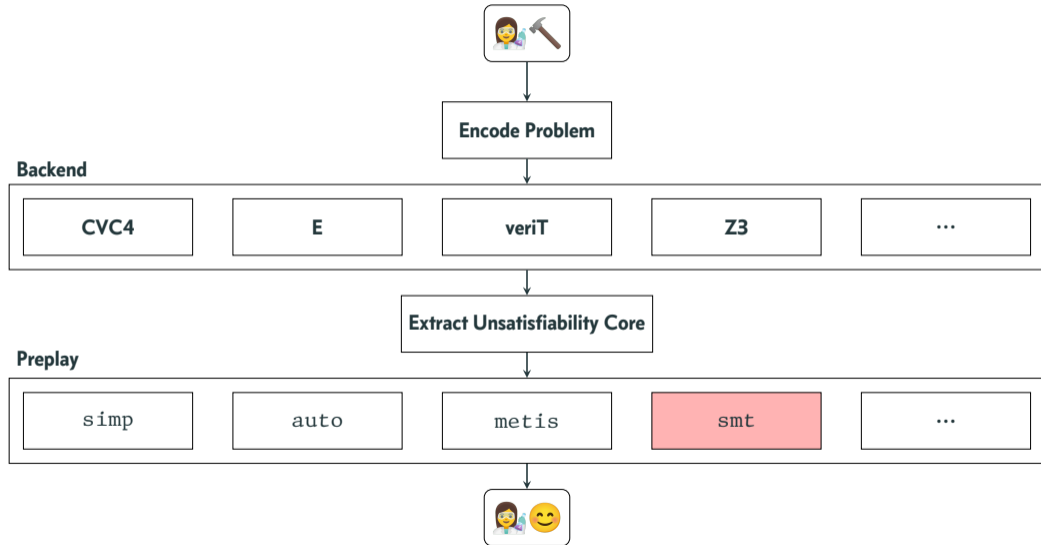 Encode Problem
Backend
CVC4
E
veriT
Z3
...
Extract Unsatisfiability Core
Preplay
simp
auto
metis
smt
...